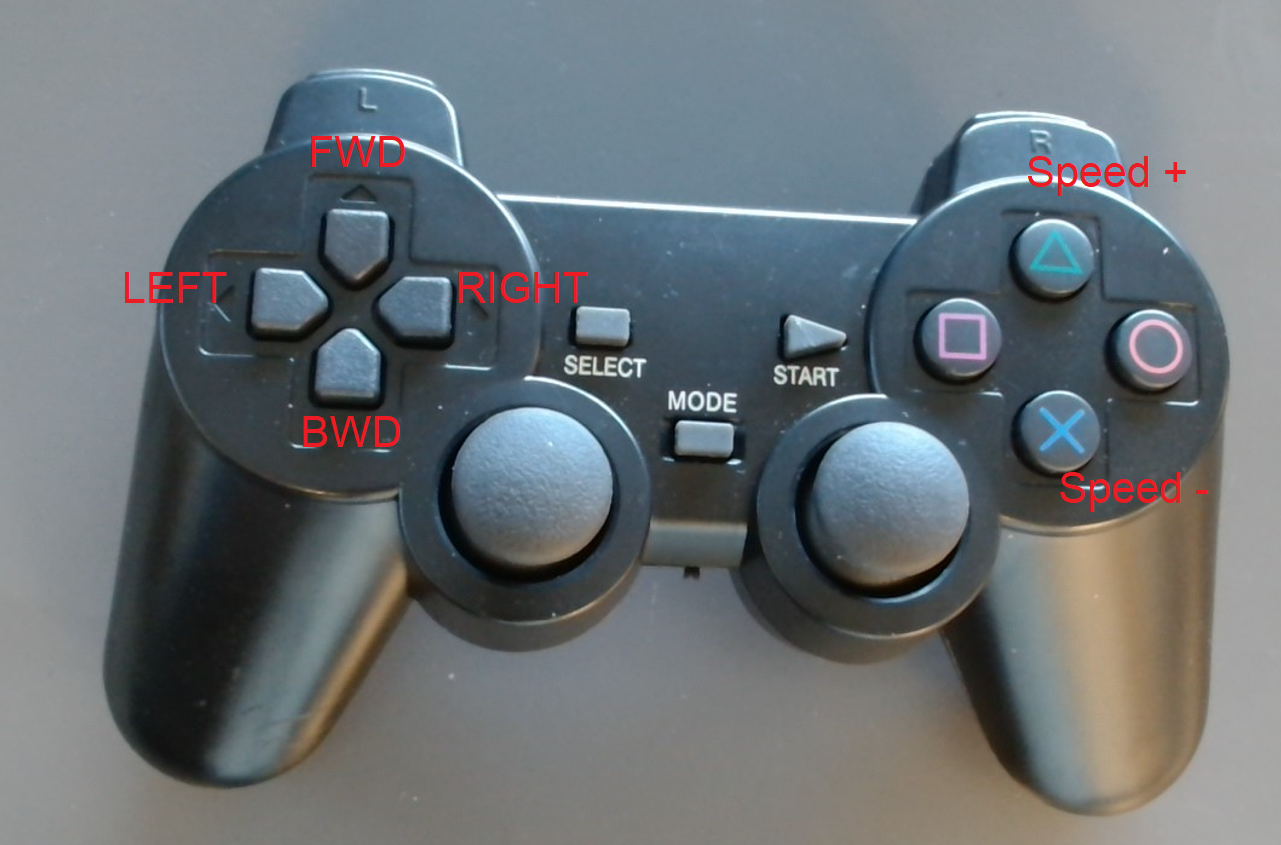 L
FWD
R
Speed +
LEFT
RIGHT
SELECT
START
MODE
BWD
Speed -